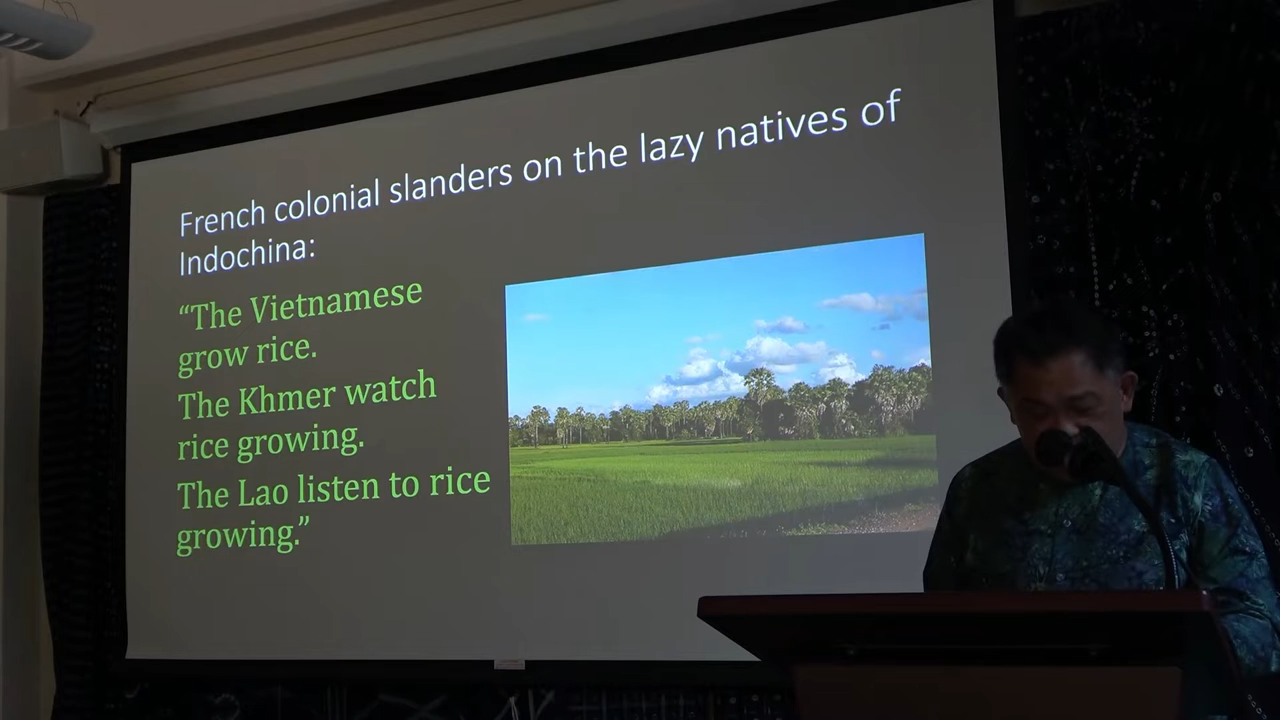 French colonial slanders on the lazy natives of
Indochina:
“The Vietnamese
grow rice.
The Khmer watch
rice growing.
The Lao listen to rice
growing.”